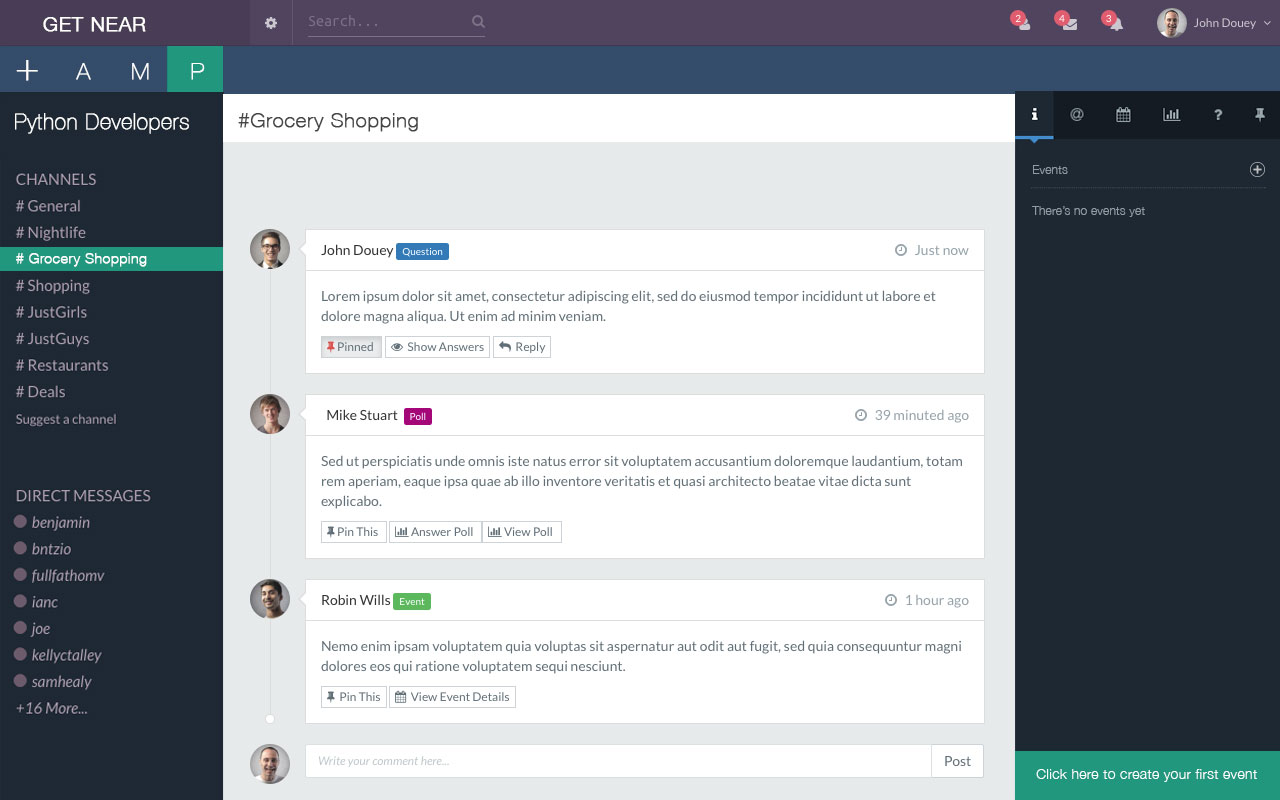 GET NEAR
Search...
2
4
3
John Douey
A M P
Python Developers
CHANNELS
# General
# Nightlife
# Grocery Shopping
# Shopping
# JustGirls
# JustGuys
# Restaurants
# Deals
Suggest a channel
DIRECT MESSAGES
benjamin
bntzio
fullfathomv
ianc
joe
kellyctalley
samhealy
+16 More...
#Grocery Shopping
John Douey Question Just now
Lorem ipsum dolor sit amet, consectetur adipiscing elit, sed do eiusmod tempor incididunt ut labore et
dolore magna aliqua. Ut enim ad minim veniam.
Pinned Show Answers Reply
Mike Stuart Poll 39 minuted ago
Sed ut perspiciatis unde omnis iste natus error sit voluptatem accusantium doloremque laudantium, totam
rem aperiam, eaque ipsa quae ab illo inventore veritatis et quasi architecto beatae vitae dicta sunt
explicabo.
Pin This Answer Poll View Poll
Robin Wills Event 1 hour ago
Nemo enim ipsam voluptatem quia voluptas sit aspernatur aut odit aut fugit, sed quia consequuntur magni
dolores eos qui ratione voluptatem sequi nesciunt.
Pin This View Event Details
Write your comment here... Post
@ ?
Events
There's no events yet
Click here to create your first event